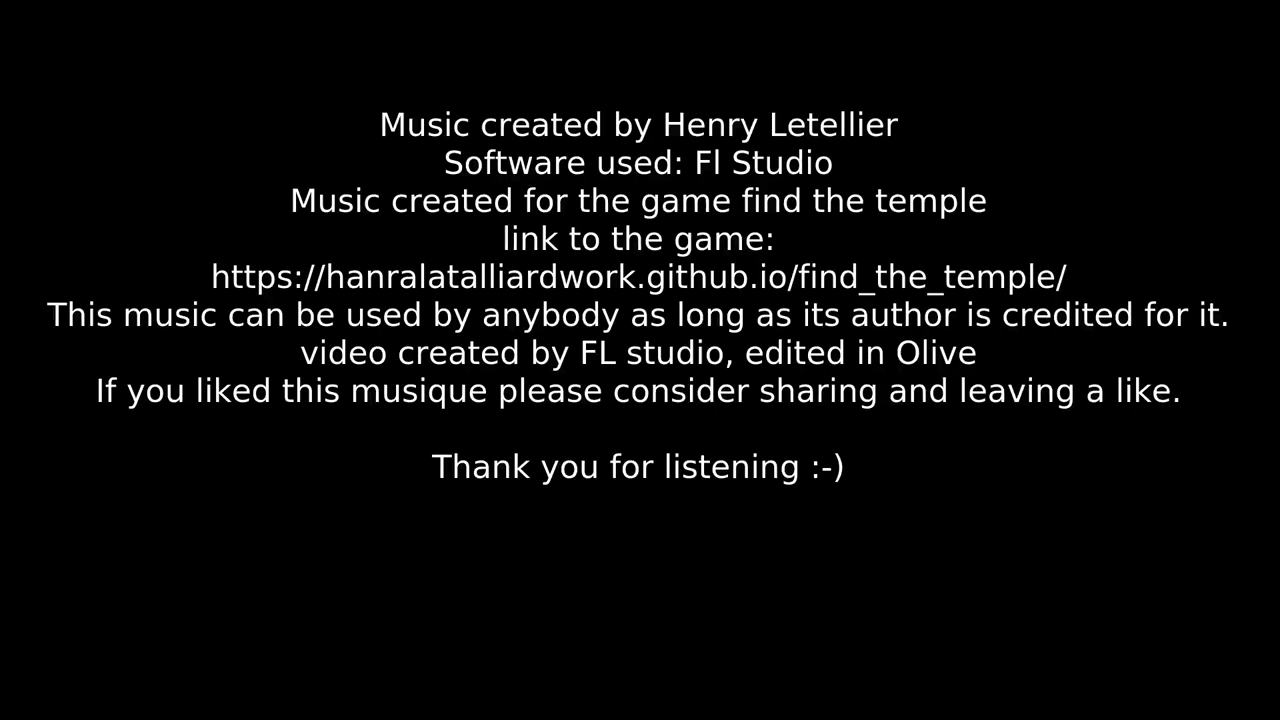 Music created by Henry Letellier
Software used: Fl Studio
Music created for the game find the temple
link to the game:
https://hanralatalliardwork.github.io/find_the_temple/
This music can be used by anybody as long as its author is credited for it.
video created by FL studio, edited in Olive
If you liked this musique please consider sharing and leaving a like.
Thank you for listening :-)